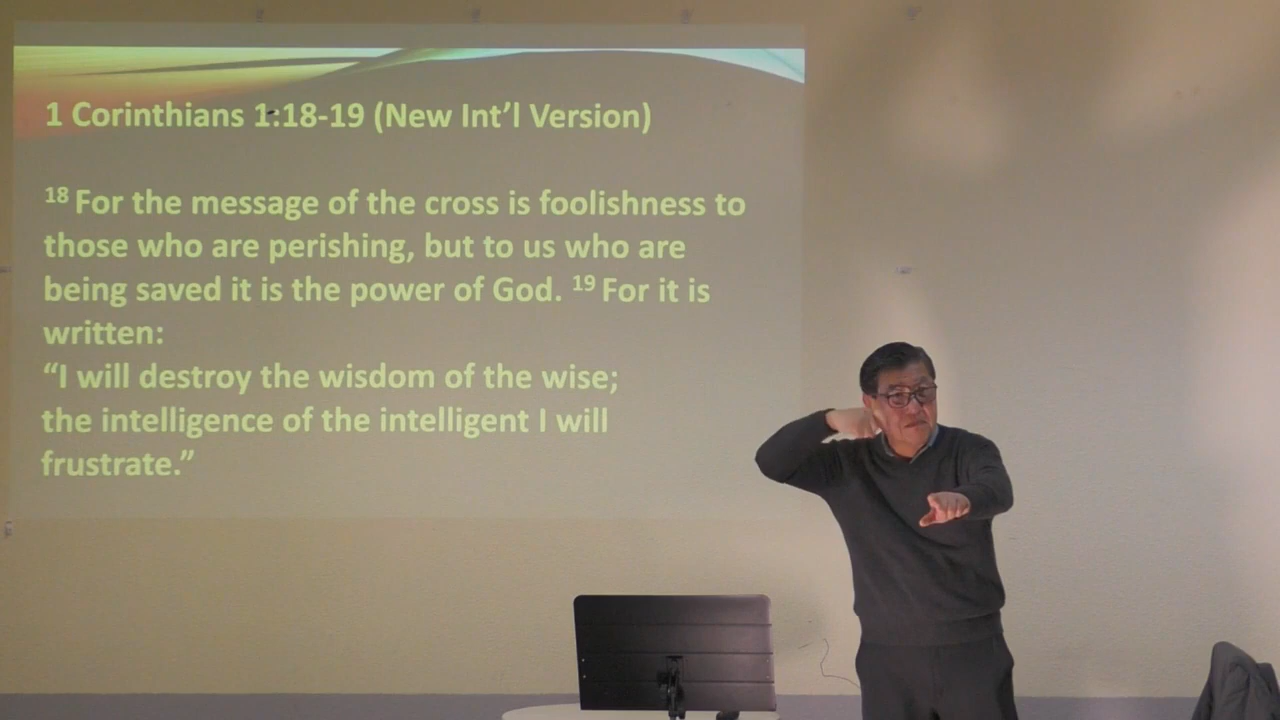 1 Corinthians 1:18-19 (New Int’l Version)
18 For the message of the cross is foolishness to
those who are perishing, but to us who are
being saved it is the power of God. 19 For it is
written:
“I will destroy the wisdom of the wise;
the intelligence of the intelligent I will
frustrate.”